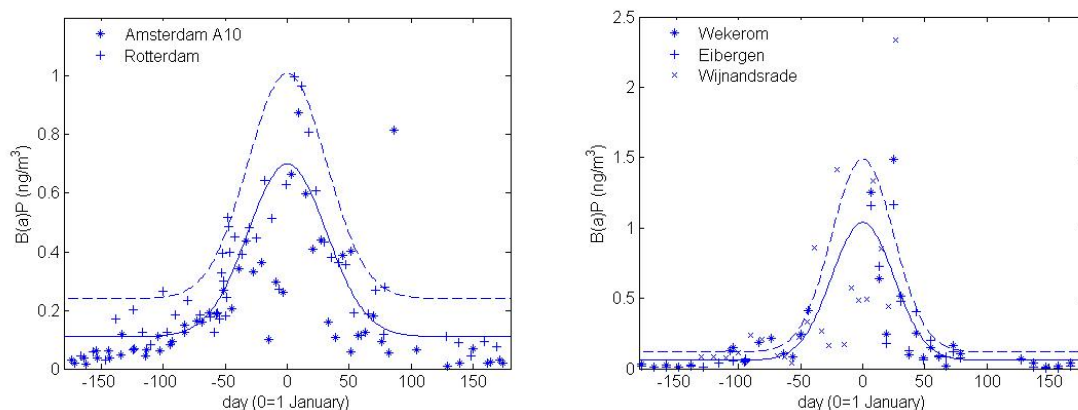 Amsterdam A10
Rotterdam
1
0.8
0.6
0.4
0.2
0
-150
-100
-50
0
50
100
150
B(a)P (ng/m³)
day (0=1 January)
2.5
Wekerom
Eibergen
Wijnandsrade
2
1.5
1
0.5
0
-150
-100
-50
0
50
100
150
B(a)P (ng/m³)
day (0=1 January)